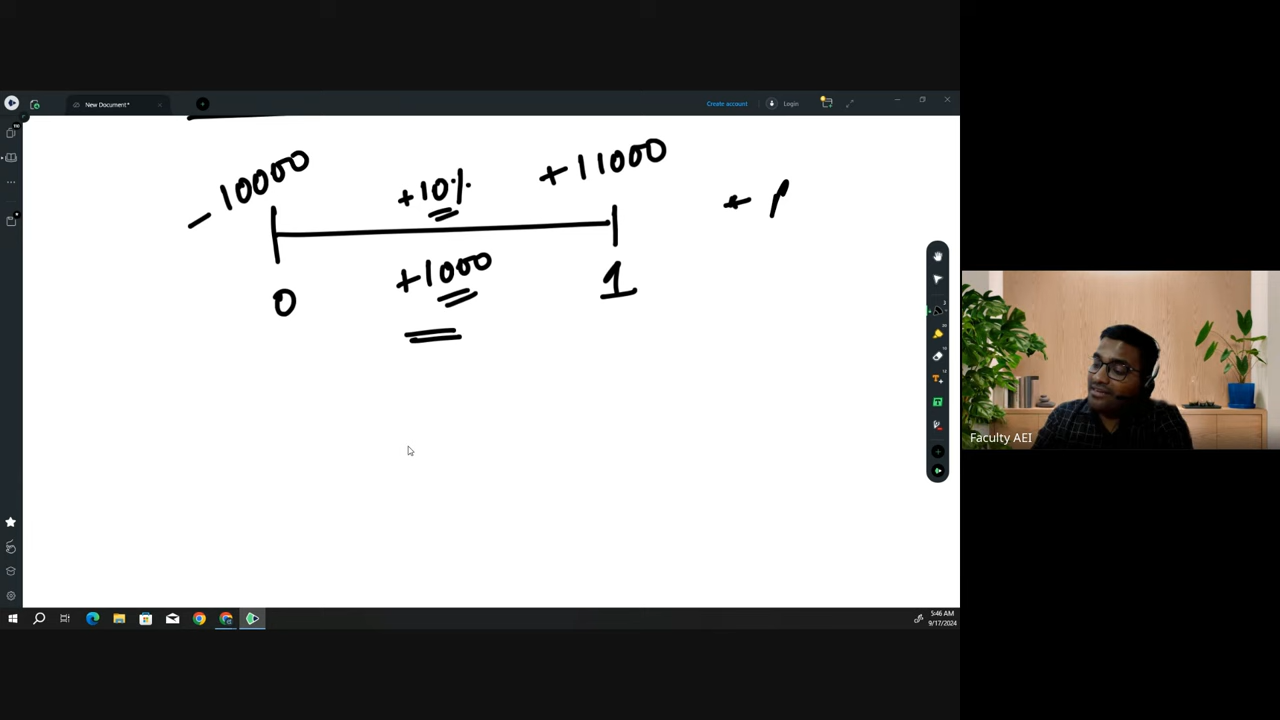 New Document*
Create account
Login
-10000
+10%
+11000
+1000
0
1
Faculty AEI
5:46 AM
9/17/2024